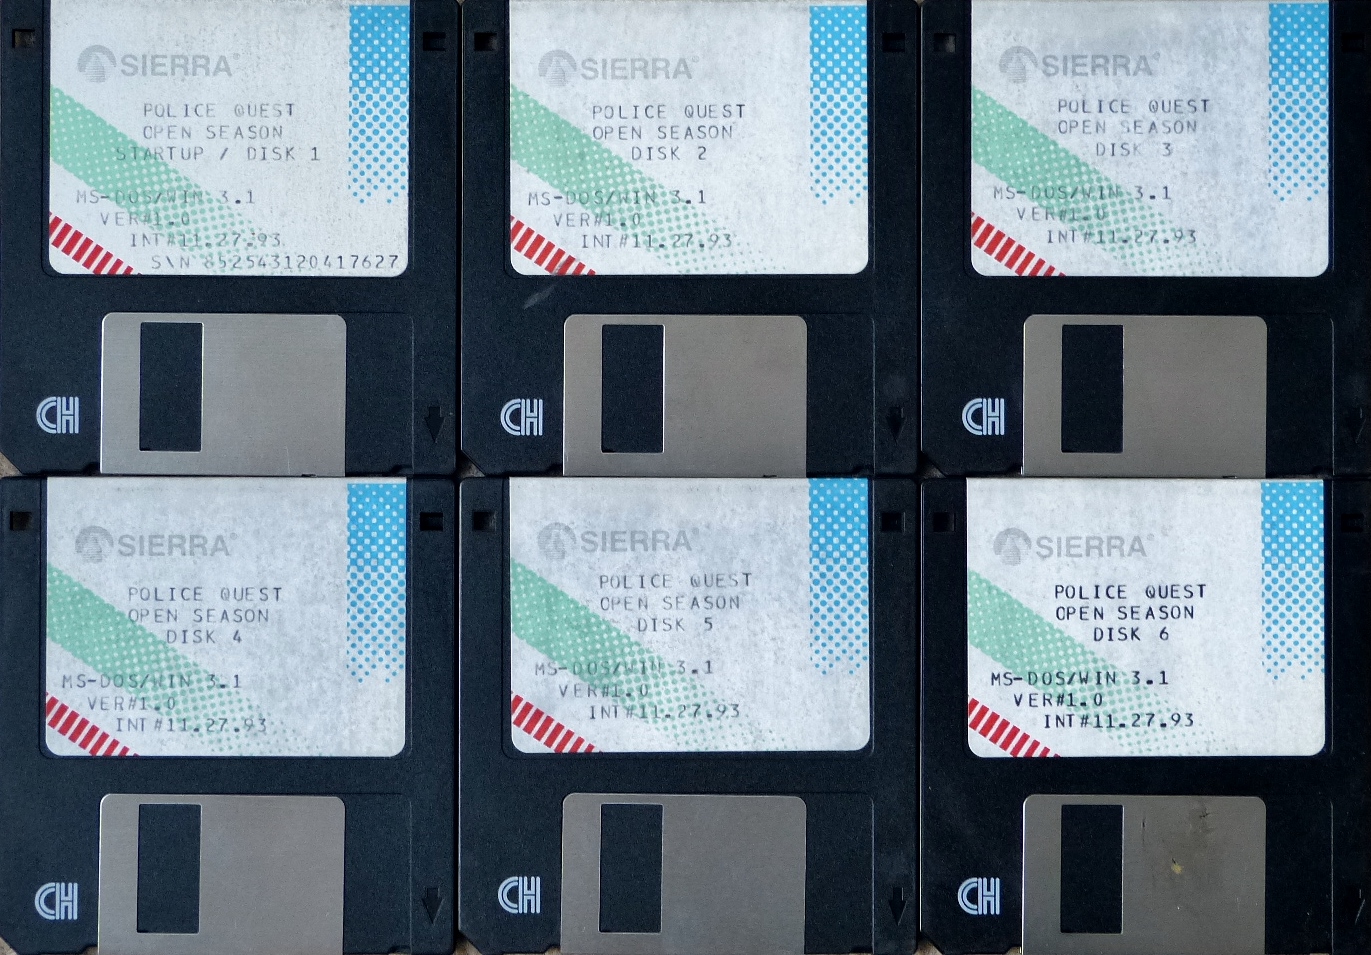 SIERRA®
POLICE QUEST
OPEN SEASON
STARTUP / DISK 1
MS-DOS/WIN 3.1
VER#1.0
INT#11.27.93
S\N 852543120417627
CH
SIERRA®
POLICE QUEST
OPEN SEASON
DISK 2
MS-DOS/WIN 3.1
VER#1.0
INT#11.27.93
CH
SIERRA®
POLICE QUEST
OPEN SEASON
DISK 3
MS-DOS/WIN 3.1
VER#1.0
INT#11.27.93
CH
SIERRA®
POLICE QUEST
OPEN SEASON
DISK 4
MS-DOS/WIN 3.1
VER#1.0
INT#11.27.93
CH
SIERRA®
POLICE QUEST
OPEN SEASON
DISK 5
MS-DOS/WIN 3.1
VER#1.0
INT#11.27.93
CH
SIERRA®
POLICE QUEST
OPEN SEASON
DISK 6
MS-DOS/WIN 3.1
VER#1.0
INT#11.27.93
CH